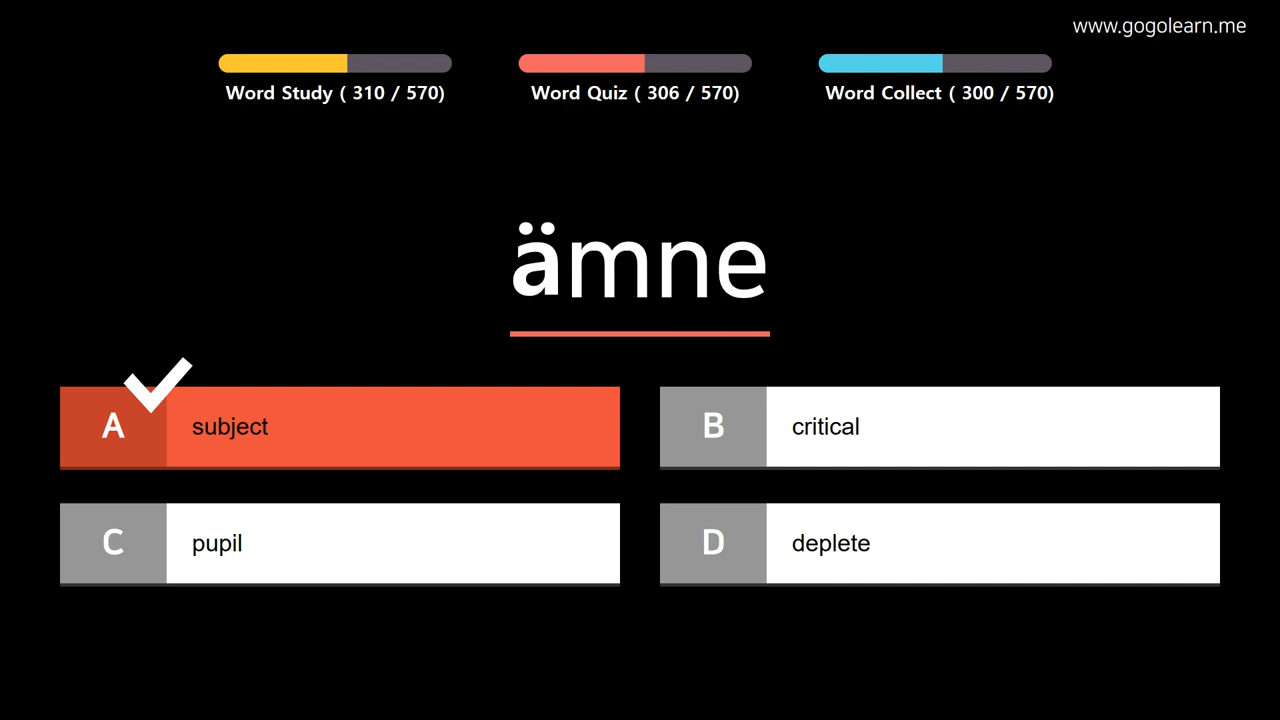 www.gogolearn.me
Word Study ( 310 / 570)
Word Quiz ( 306 / 570)
Word Collect ( 300 / 570)
ämne
A subject
B critical
C pupil
D deplete